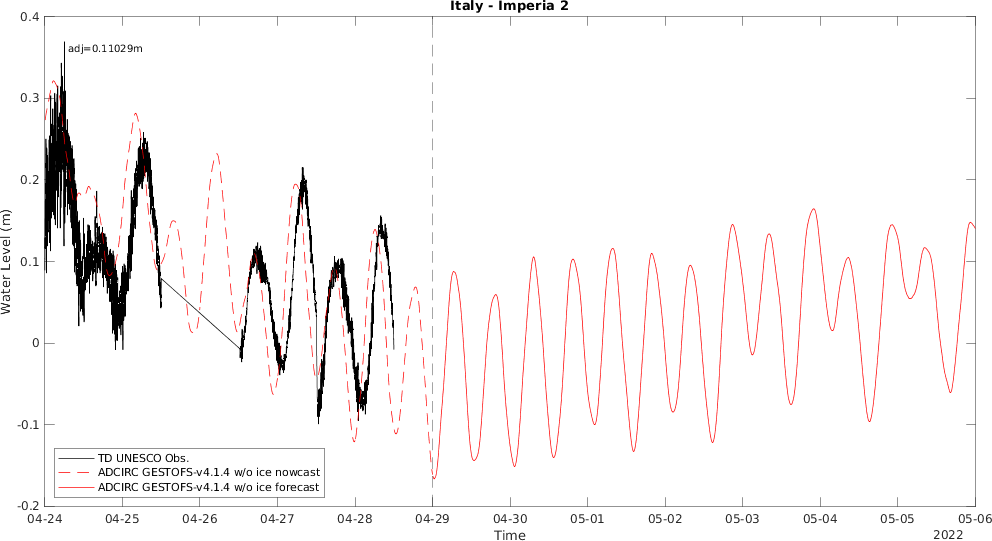 Italy - Imperia 2
adj=0.11029m
0.4
0.3
0.2
0.1
0
-0.1
-0.2
Water Level (m)
TD UNESCO Obs.
ADCIRC GESTOFS-v4.1.4 w/o ice nowcast
ADCIRC GESTOFS-v4.1.4 w/o ice forecast
04-24 04-25 04-26 04-27 04-28 04-29 04-30 05-01 05-02 05-03 05-04 05-05 05-06
Time
2022